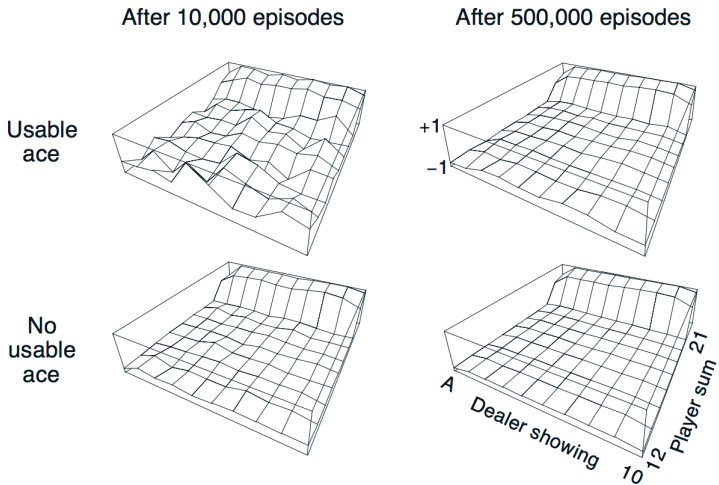 After 10,000 episodes
After 500,000 episodes
Usable
ace
+1
−1
No
usable
ace
A
Dealer showing
10
12
Player sum
21